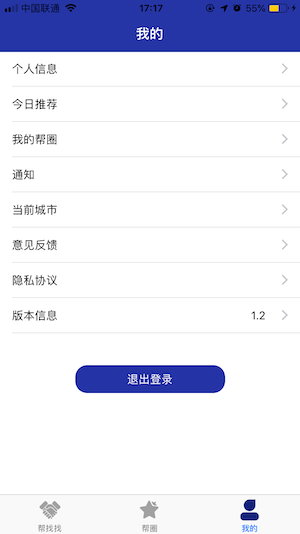 中国联通
17:17
55%
我的
个人信息
今日推荐
我的帮圈
通知
当前城市
意见反馈
隐私协议
版本信息 1.2
退出登录
帮找找
帮圈
我的